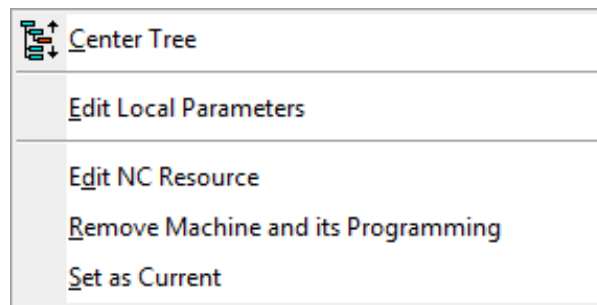 Center Tree
Edit Local Parameters
Edit NC Resource
Remove Machine and its Programming
Set as Current